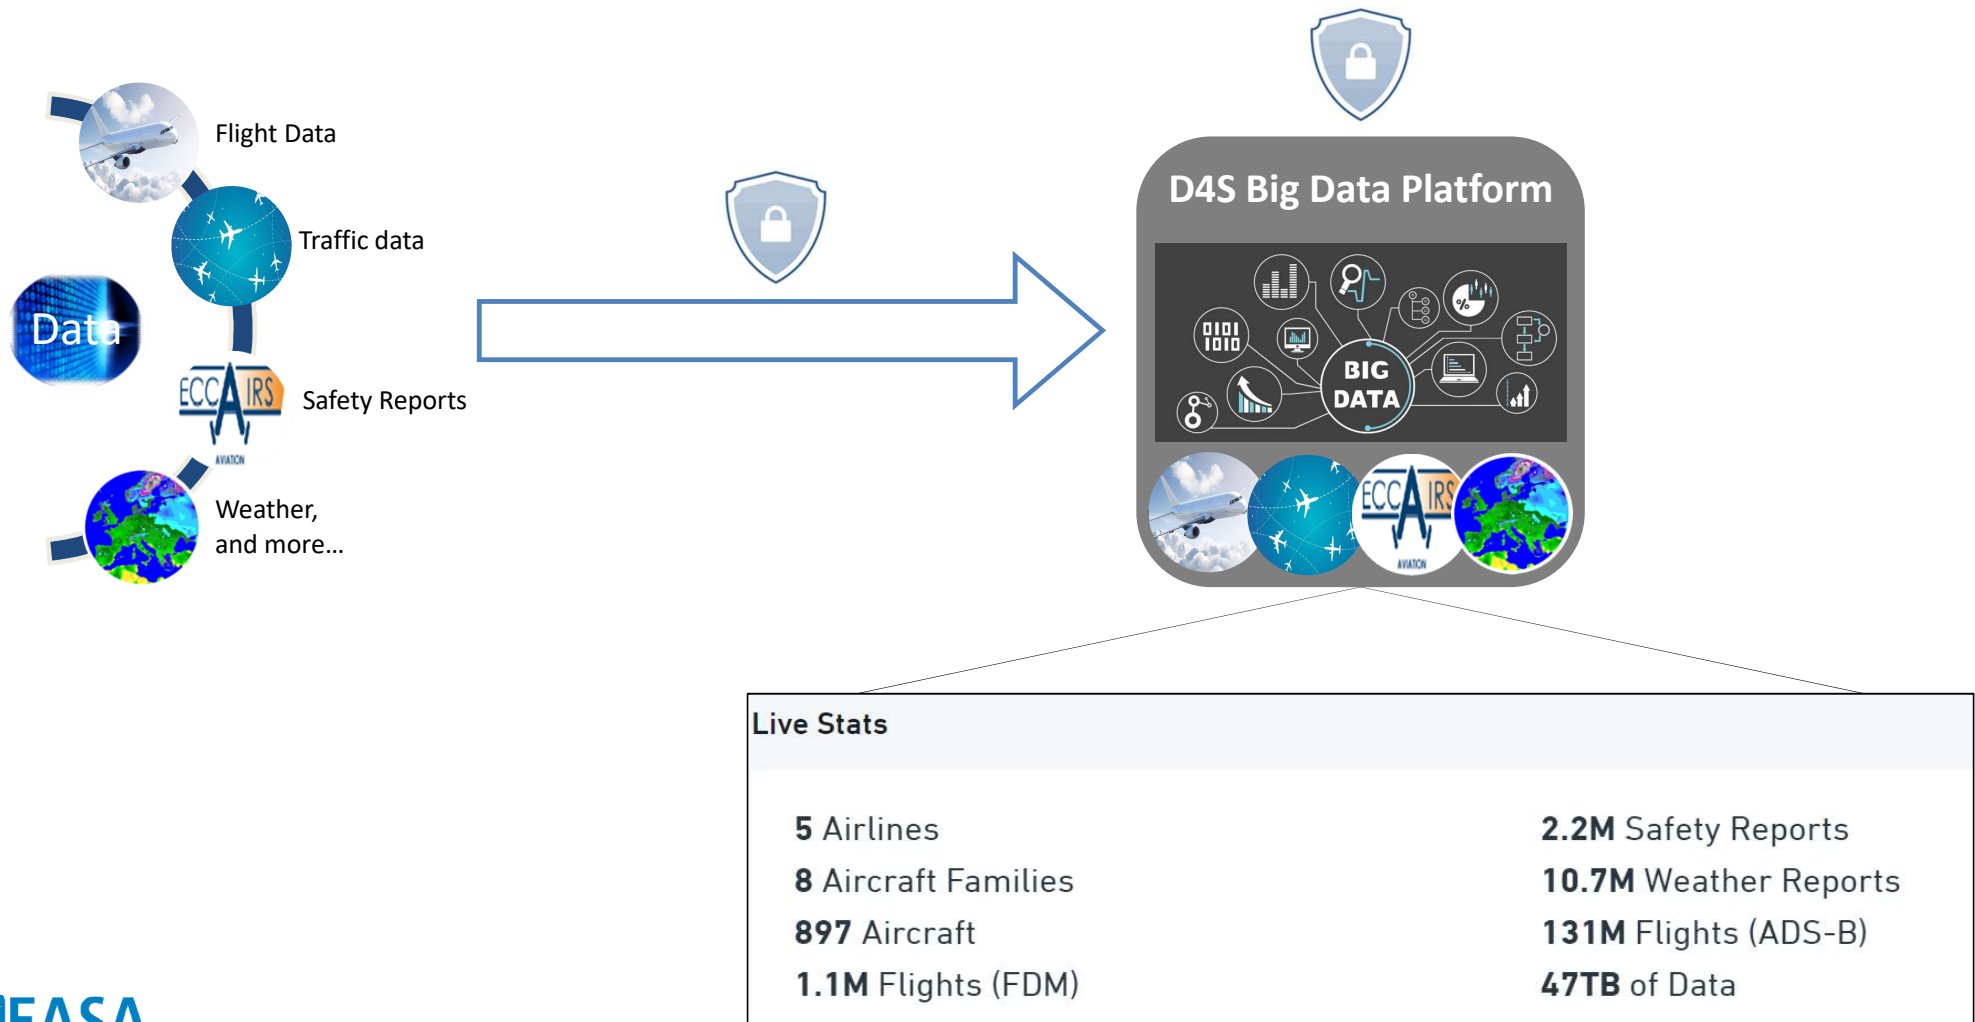 Flight Data
Traffic data
Data
ECCAIRS
AVIATION
Safety Reports
Weather,
and more...
D4S Big Data Platform
0101
1010
%
BIG
DATA
ECCAIRS
AVIATION
Live Stats
5 Airlines
8 Aircraft Families
897 Aircraft
1.1M Flights (FDM)
2.2M Safety Reports
10.7M Weather Reports
131M Flights (ADS-B)
47TB of Data
EASA